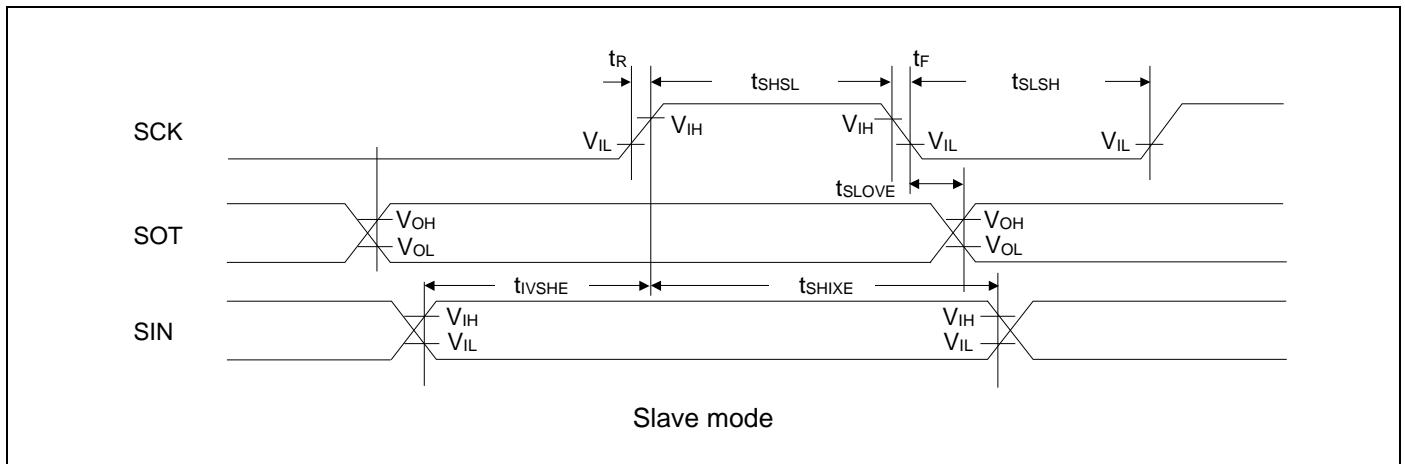 tR tF
tSHSL tSLSH
SCK VIH VIH
VIL VIL VIL
tSLOVE
VOH VOH
SOT
VOL VOL
tIVSHE tSHIXE
SIN VIH VIH
VIL VIL
Slave mode